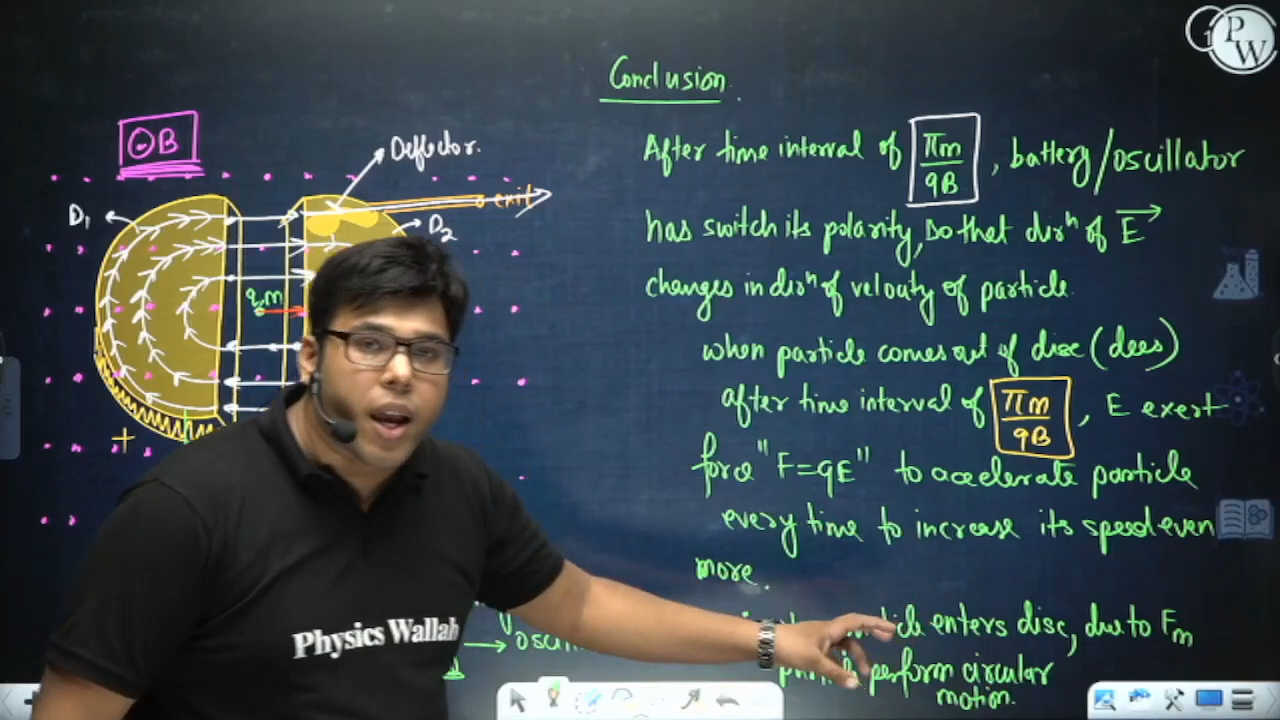 Conclusion.
PW
After time interval of πm/qB, battery/oscillator
has switch its polarity, so that dirⁿ of E
changes in dirⁿ of velocity of particle.
when particle comes out of disc (dees)
after time interval of πm/qB, E exert
force "F=qE" to accelerate particle
every time to increase its speed even
more.
enters disc, due to Fm
perform circular
motion.
⊙B
Deflector.
exit
D1
D2
q, m
+
Physics Wallah